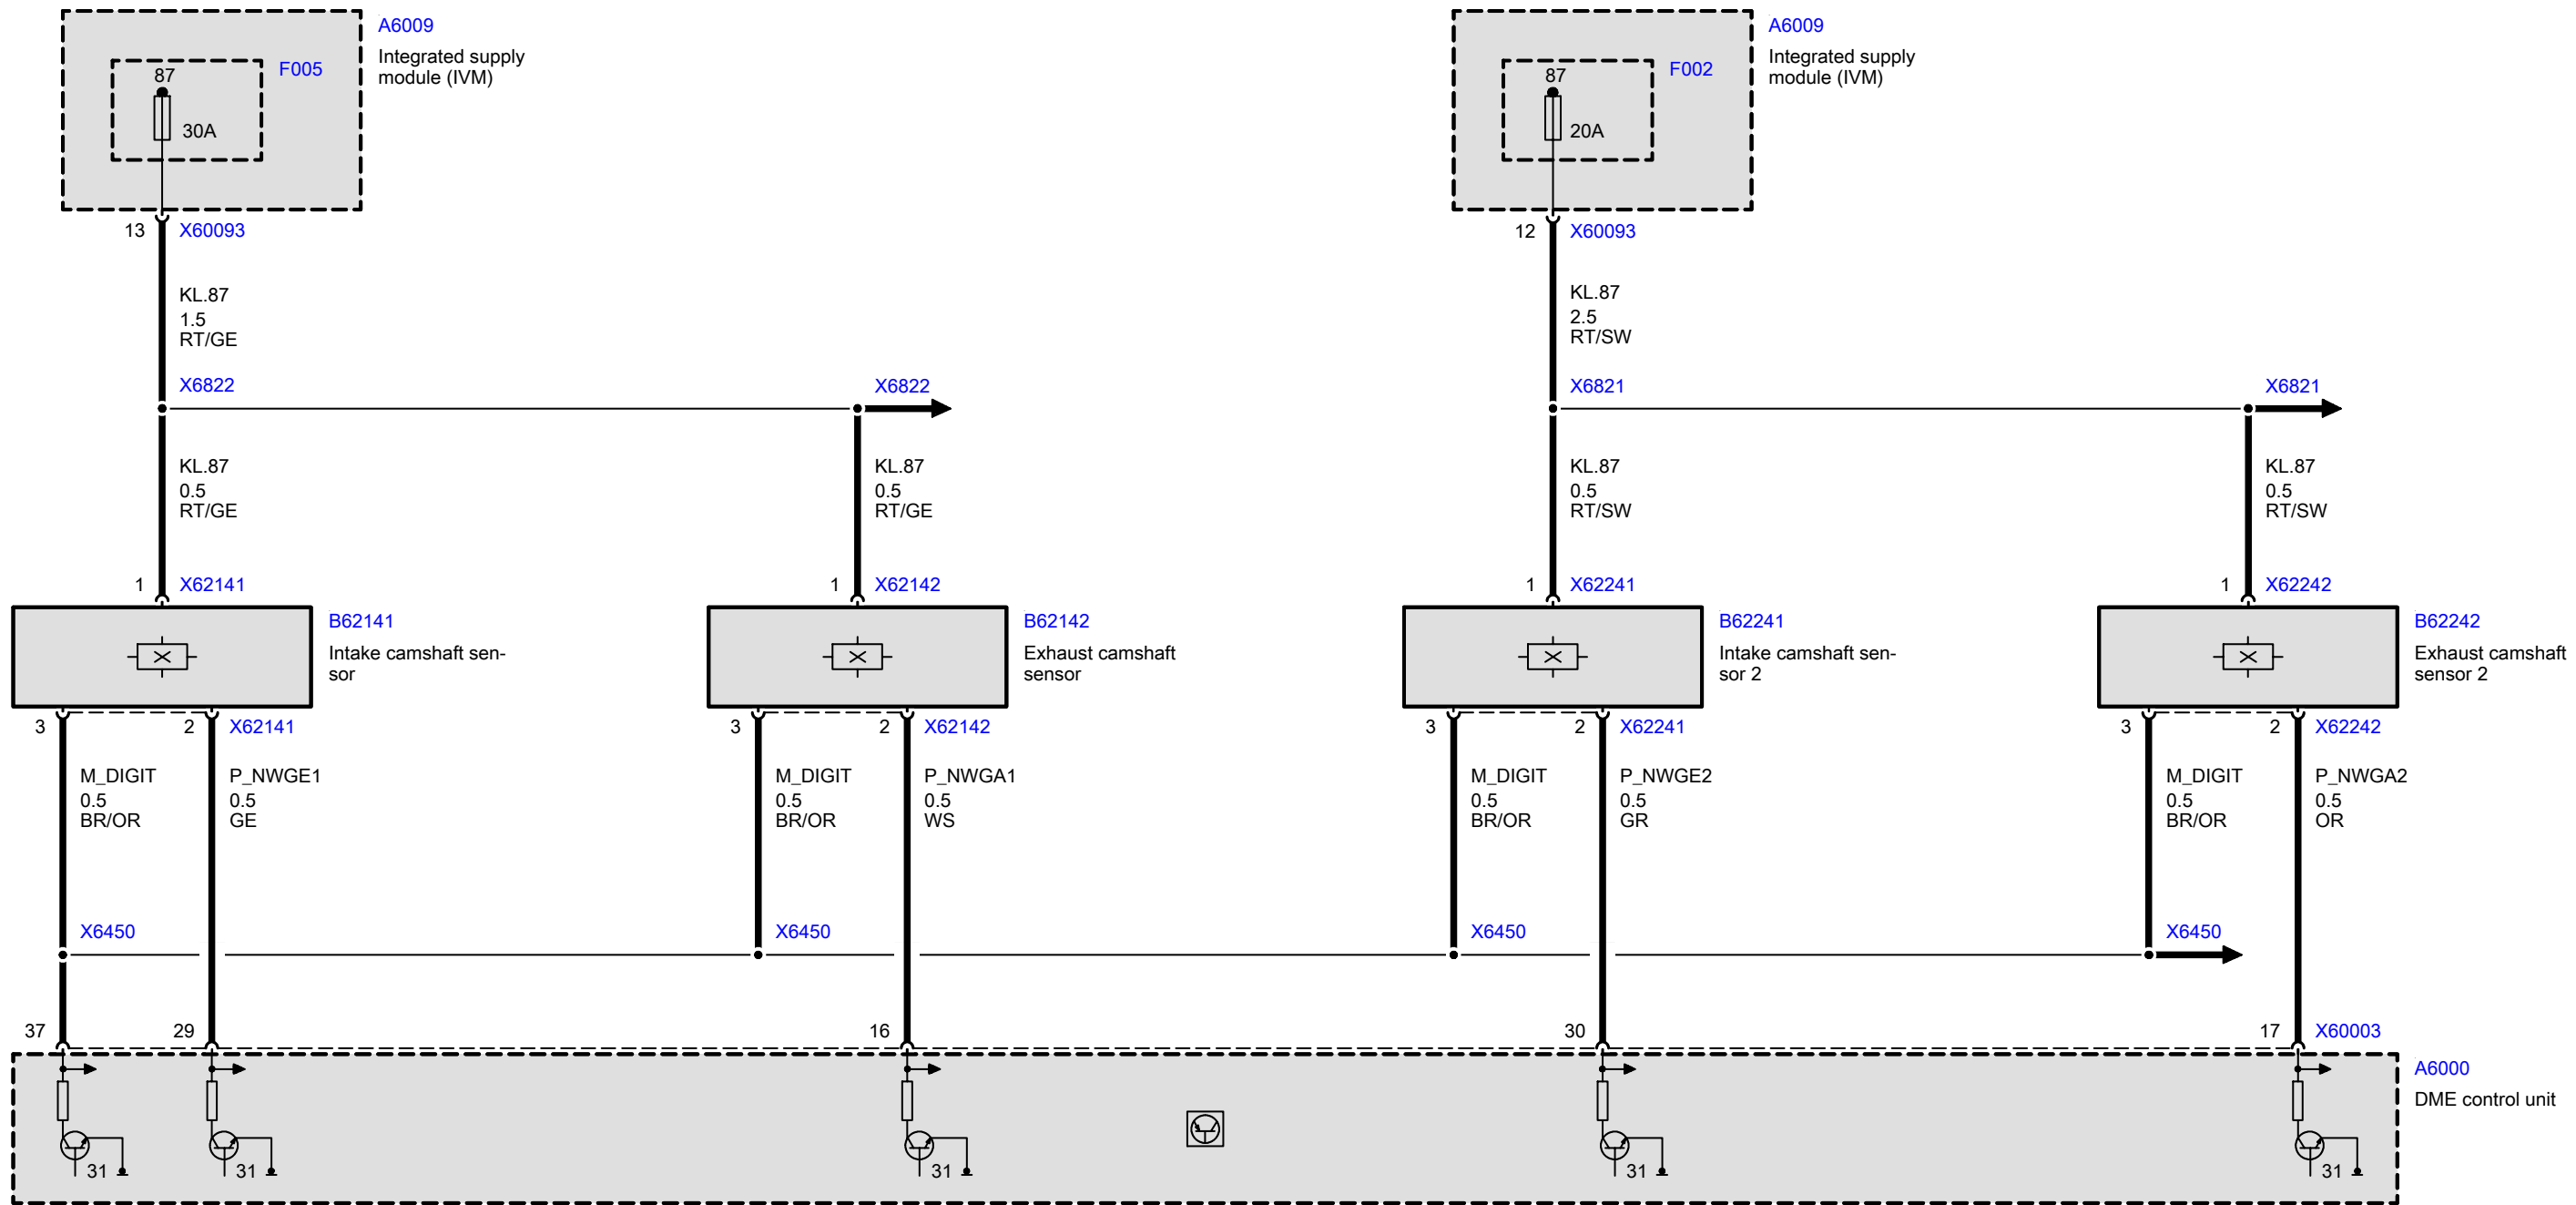 A6009
Integrated supply
module (IVM)
F005
87
30A
A6009
Integrated supply
module (IVM)
F002
87
20A
13 X60093
12 X60093
KL.87
1.5
RT/GE
KL.87
2.5
RT/SW
X6822
X6822
X6821
X6821
KL.87
0.5
RT/GE
KL.87
0.5
RT/GE
KL.87
0.5
RT/SW
KL.87
0.5
RT/SW
1 X62141
1 X62142
1 X62241
1 X62242
B62141
Intake camshaft sen-
sor
B62142
Exhaust camshaft
sensor
B62241
Intake camshaft sen-
sor 2
B62242
Exhaust camshaft
sensor 2
3 2 X62141
3 2 X62142
3 2 X62241
3 2 X62242
M_DIGIT
0.5
BR/OR
P_NWGE1
0.5
GE
M_DIGIT
0.5
BR/OR
P_NWGA1
0.5
WS
M_DIGIT
0.5
BR/OR
P_NWGE2
0.5
GR
M_DIGIT
0.5
BR/OR
P_NWGA2
0.5
OR
X6450
X6450
X6450
X6450
37 29 16 30 17 X60003
A6000
DME control unit
31 31 31 31 31